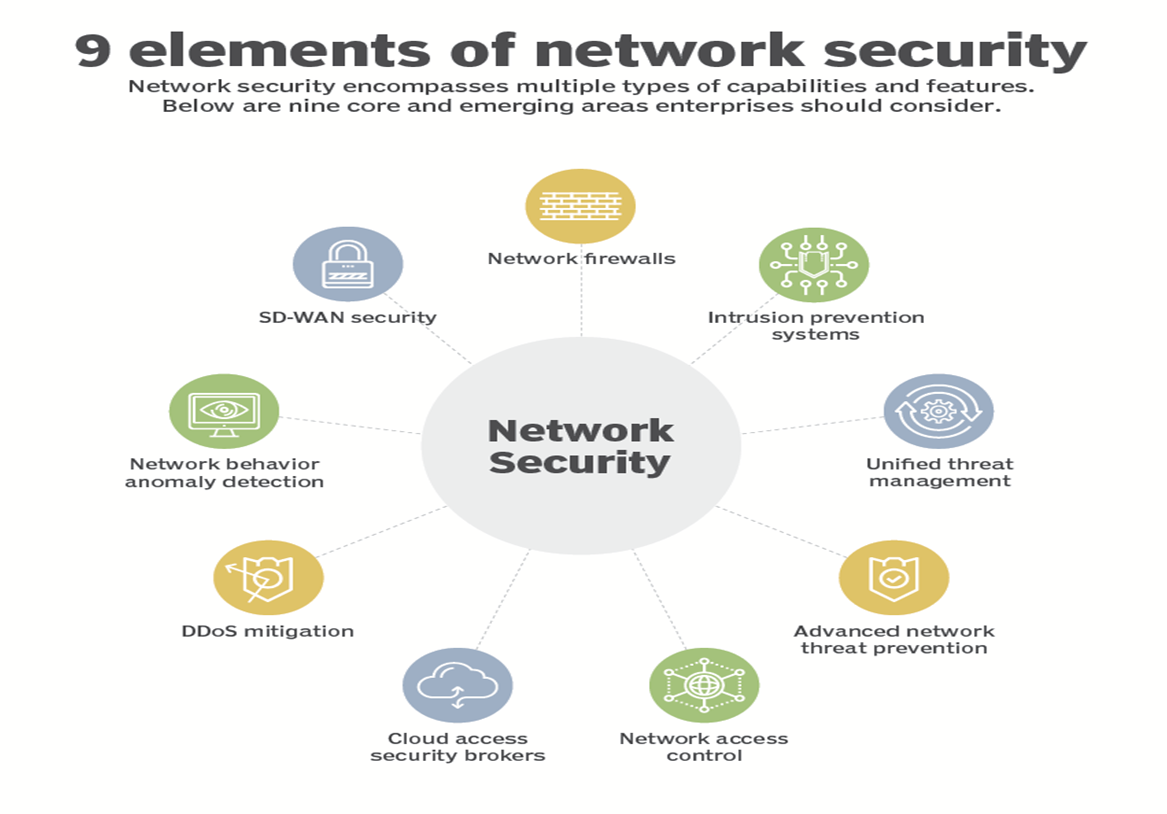 9 elements of network security
Network security encompasses multiple types of capabilities and features.
Below are nine core and emerging areas enterprises should consider.
Network firewalls
Intrusion prevention
systems
Unified threat
management
Advanced network
threat prevention
Network access
control
Cloud access
security brokers
DDoS mitigation
Network behavior
anomaly detection
SD-WAN security
Network
Security